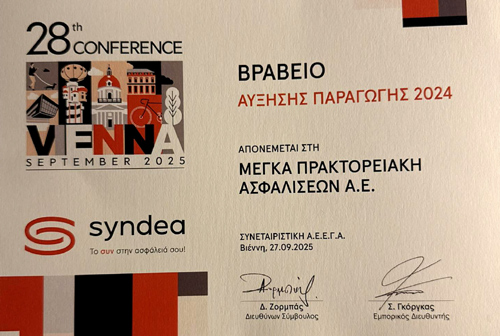 28th CONFERENCE
VIENNA
SEPTEMBER 2025
syndea
Το συν στην ασφάλειά σου!
ΒΡΑΒΕΙΟ
ΑΥΞΗΣΗΣ ΠΑΡΑΓΩΓΗΣ 2024
ΑΠΟΝΕΜΕΤΑΙ ΣΤΗ
ΜΕΓΚΑ ΠΡΑΚΤΟΡΕΙΑΚΗ
ΑΣΦΑΛΙΣΕΩΝ Α.Ε.
ΣΥΝΕΤΑΙΡΙΣΤΙΚΗ Α.Ε.Ε.Γ.Α.
Βιέννη, 27.09.2025
Δ. Ζορμπάς
Διευθύνων Σύμβουλος
Σ. Γκόργκας
Εμπορικός Διευθυντής